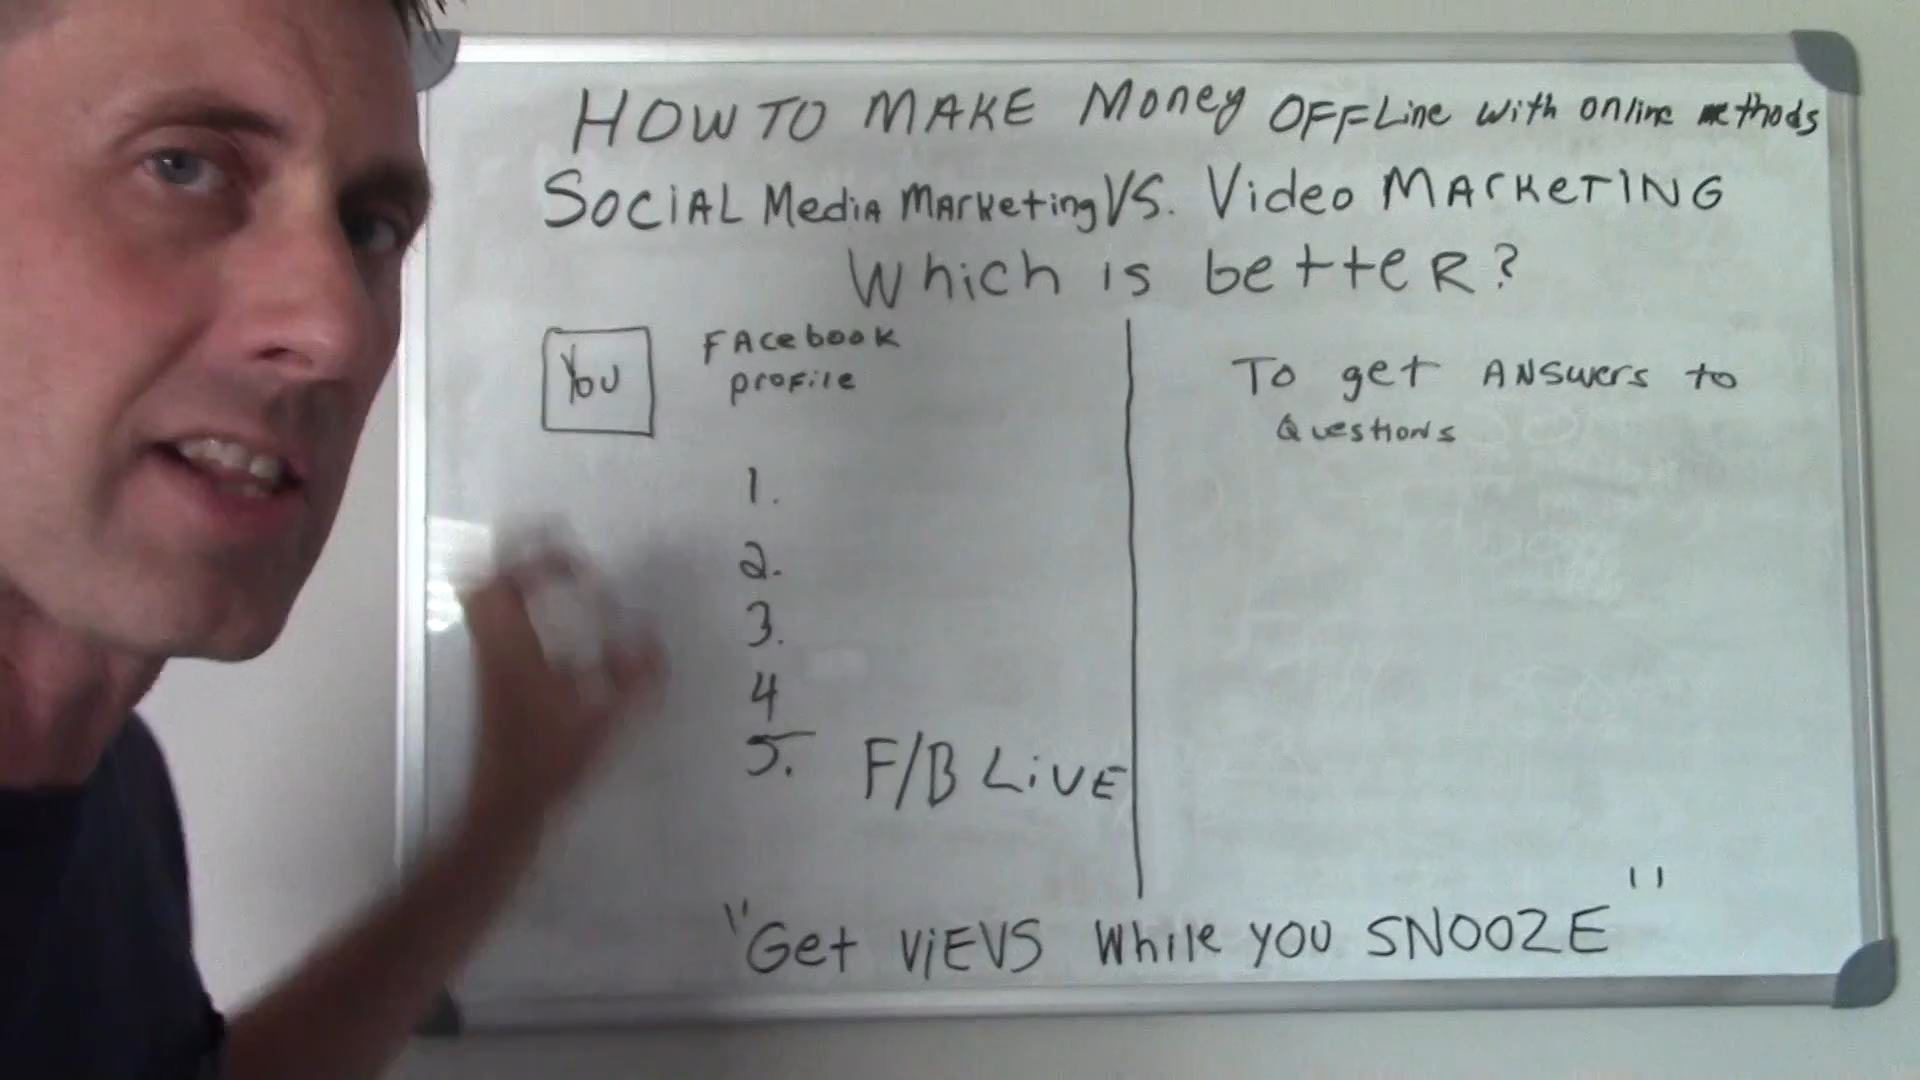 HOW TO MAKE Money OFFLine with online methods
SOCIAL Media Marketing VS. Video MARKETING
Which is better?
You
FAcebook
profile
1.
2.
3.
4
5. F/B LiVE
To get ANSwers to
Questions
"Get ViEVS While you SNOOZE"